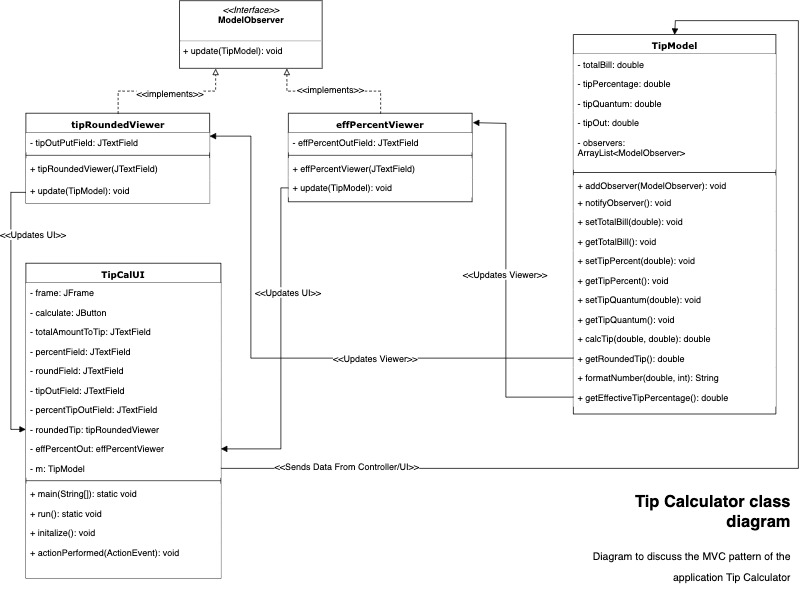 <<Interface>>
ModelObserver
+ update(TipModel): void
<<implements>>
<<implements>>
tipRoundedViewer
- tipOutPutField: JTextField
+ tipRoundedViewer(JTextField)
+ update(TipModel): void
effPercentViewer
- effPercentOutField: JTextField
+ effPercentViewer(JTextField)
+ update(TipModel): void
TipModel
- totalBill: double
- tipPercentage: double
- tipQuantum: double
- tipOut: double
- observers:
ArrayList<ModelObserver>
+ addObserver(ModelObserver): void
+ notifyObserver(): void
+ setTotalBill(double): void
+ getTotalBill(): void
+ setTipPercent(double): void
+ getTipPercent(): void
+ setTipQuantum(double): void
+ getTipQuantum(): void
+ calcTip(double, double): double
+ getRoundedTip(): double
+ formatNumber(double, int): String
+ getEffectiveTipPercentage(): double
<<Updates UI>>
<<Updates UI>>
<<Updates Viewer>>
<<Updates Viewer>>
TipCalUI
- frame: JFrame
- calculate: JButton
- totalAmountToTip: JTextField
- percentField: JTextField
- roundField: JTextField
- tipOutField: JTextField
- percentTipOutField: JTextField
- roundedTip: tipRoundedViewer
- effPercentOut: effPercentViewer
- m: TipModel
+ main(String[]): static void
+ run(): static void
+ initalize(): void
+ actionPerformed(ActionEvent): void
<<Sends Data From Controller/UI>>
Tip Calculator class
diagram
Diagram to discuss the MVC pattern of the
application Tip Calculator